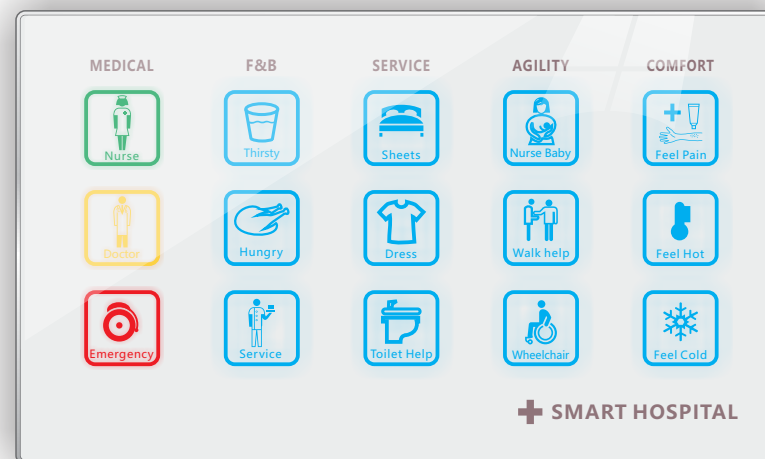 MEDICAL F&B SERVICE AGILITY COMFORT
Nurse Thirsty Sheets Nurse Baby Feel Pain
Doctor Hungry Dress Walk help Feel Hot
Emergency Service Toilet Help Wheelchair Feel Cold
SMART HOSPITAL